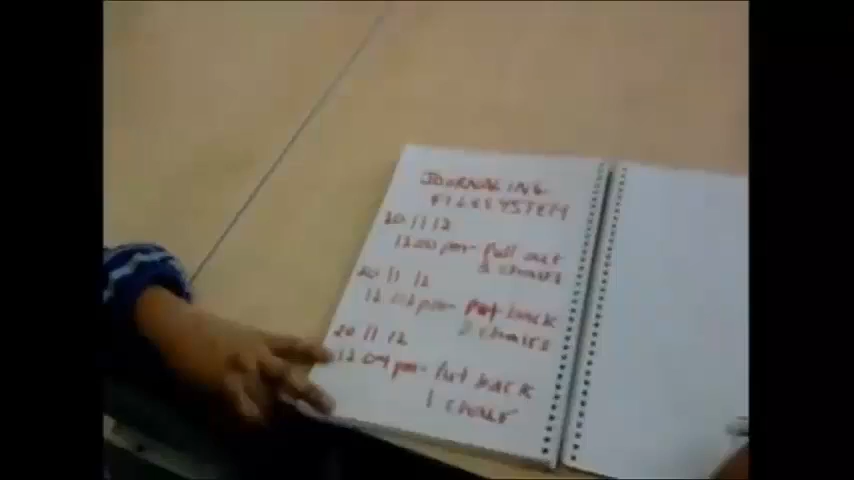 JOURNALING
FILESYSTEM
20 11 12
12.00 pm- Pull out
3 chairs
20 11 12
12.02 pm- Put back
2 chairs
20 11 12
12.04 pm- Put back
1 chair